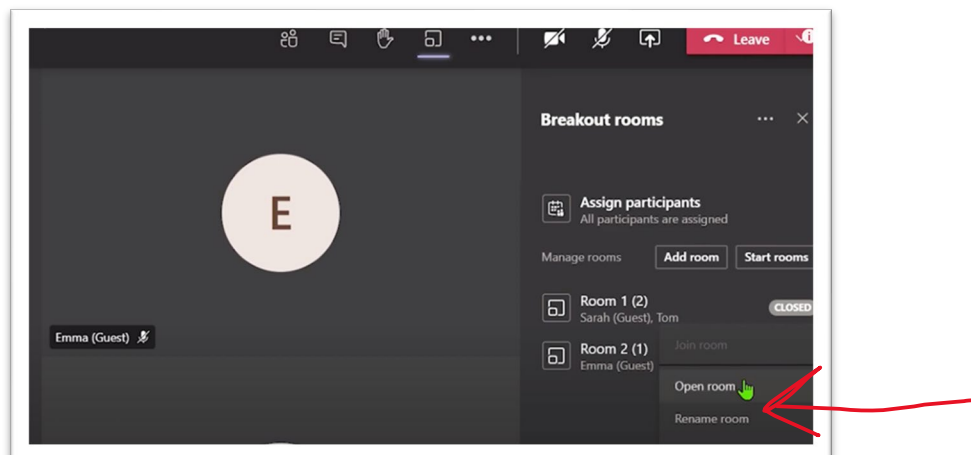 Leave
Breakout rooms
E
Assign participants
All participants are assigned
Manage rooms Add room Start rooms
Room 1 (2)
Sarah (Guest), Tom
CLOSED
Emma (Guest)
Join room
Room 2 (1)
Emma (Guest)
Open room
Rename room